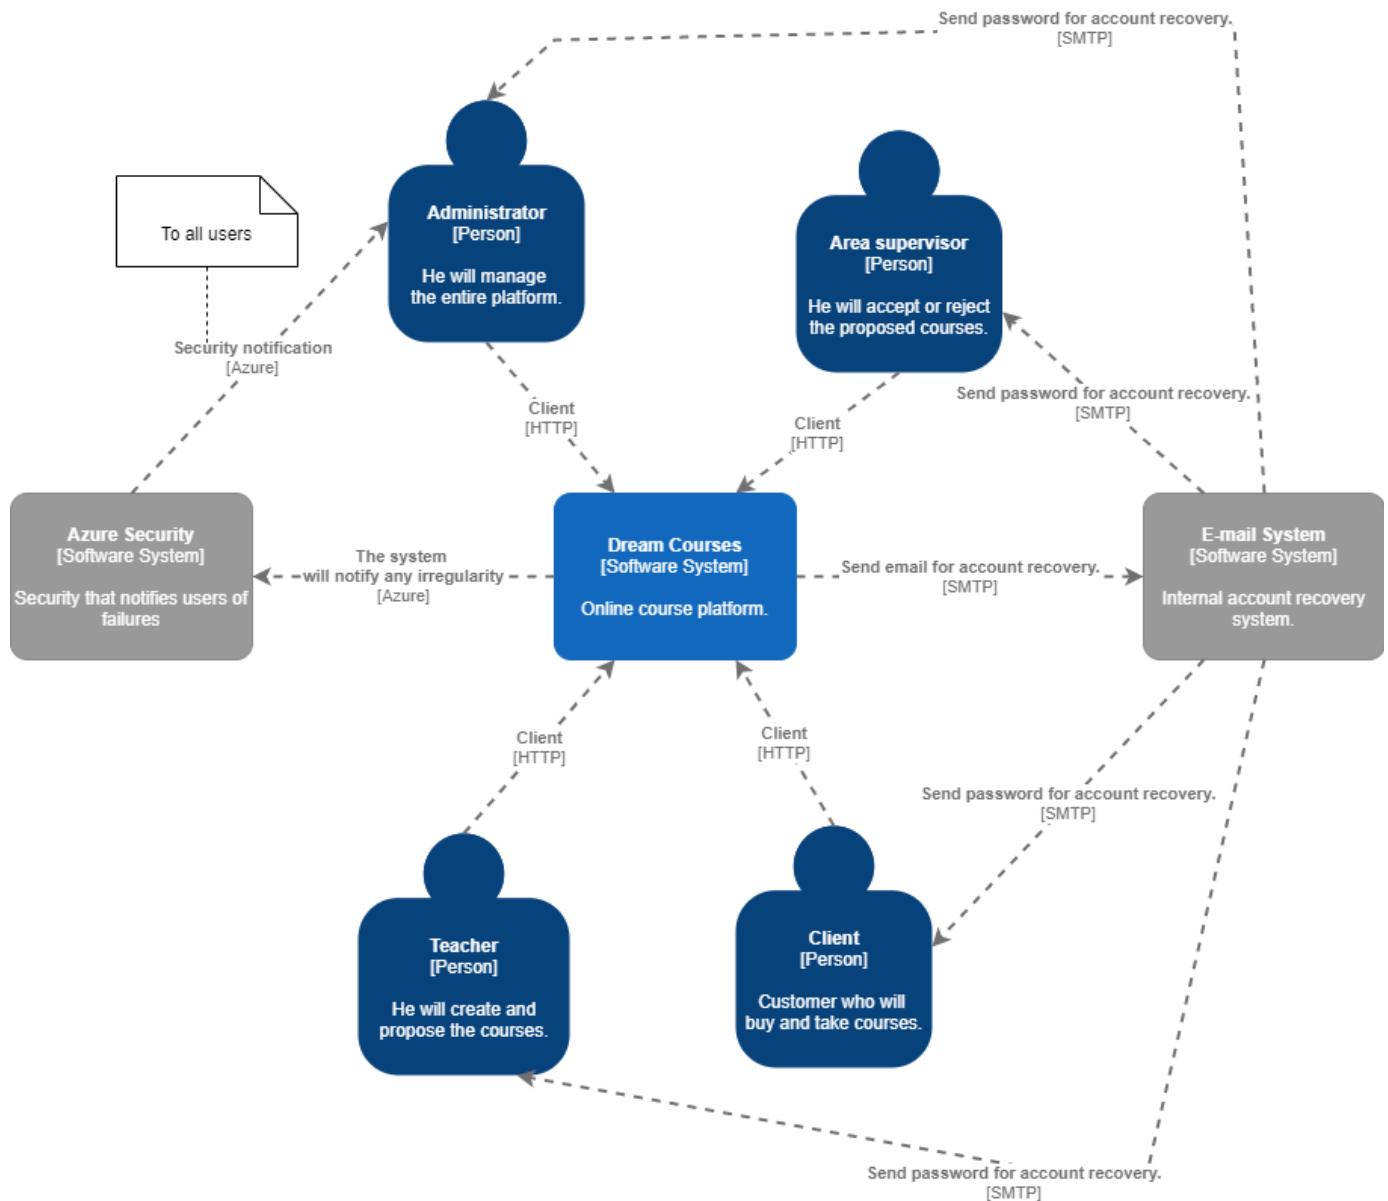 Send password for account recovery.
[SMTP]
To all users
Administrator
[Person]
He will manage
the entire platform.
Area supervisor
[Person]
He will accept or reject
the proposed courses.
Security notification
[Azure]
Client
[HTTP]
Client
[HTTP]
Send password for account recovery.
[SMTP]
Azure Security
[Software System]
Security that notifies users of
failures
The system
will notify any irregularity
[Azure]
Dream Courses
[Software System]
Online course platform.
Send email for account recovery.
[SMTP]
E-mail System
[Software System]
Internal account recovery
system.
Client
[HTTP]
Client
[HTTP]
Send password for account recovery.
[SMTP]
Teacher
[Person]
He will create and
propose the courses.
Client
[Person]
Customer who will
buy and take courses.
Send password for account recovery.
[SMTP]